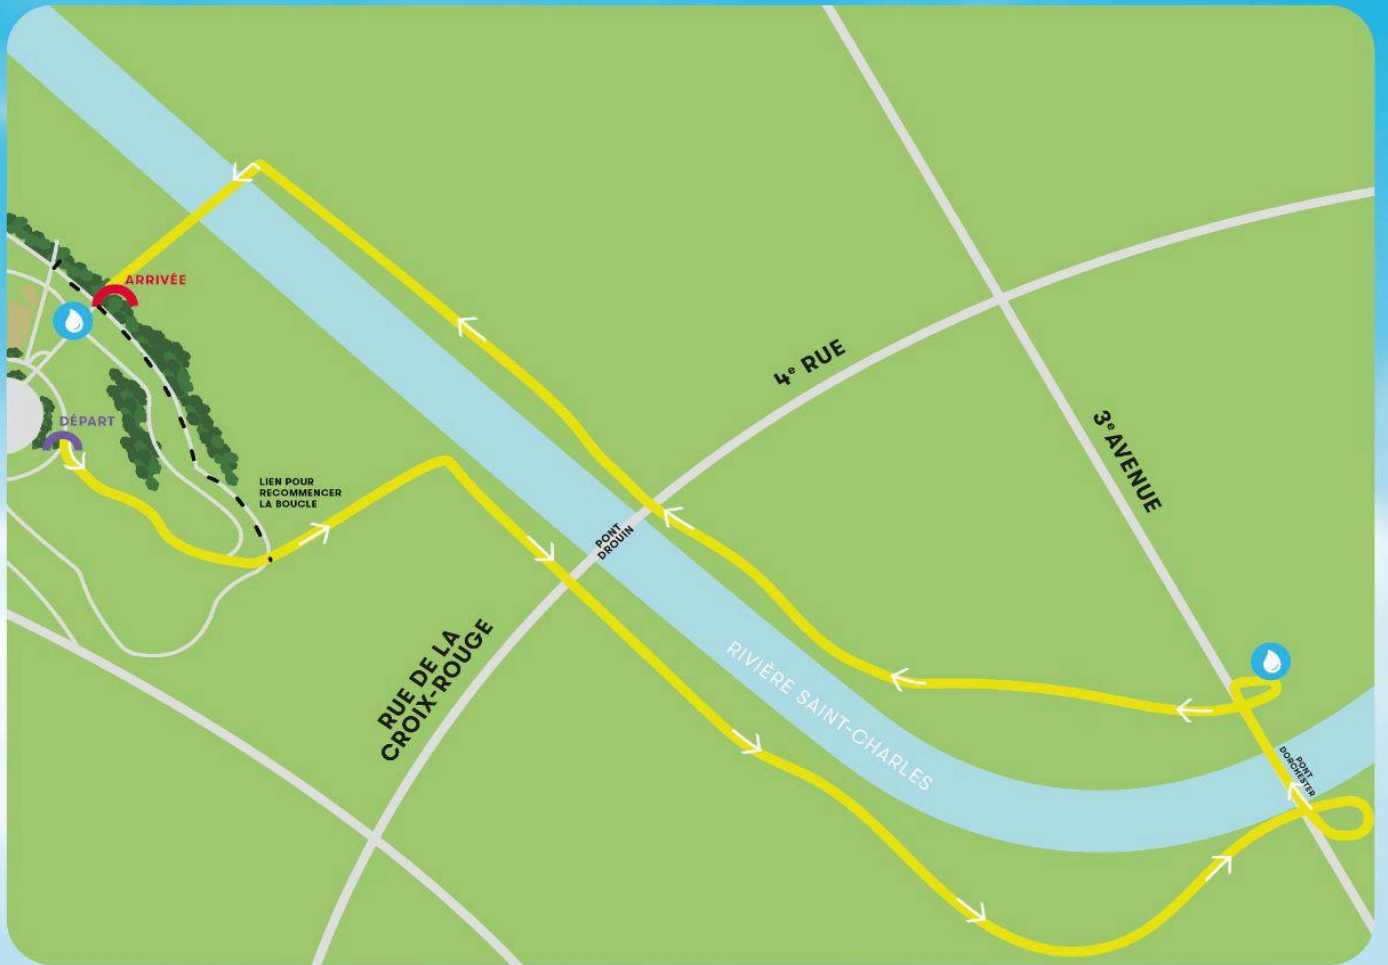 ARRIVÉE
4e RUE
DÉPART
3e AVENUE
LIEN POUR
RECOMMENCER
LA BOUCLE
PONT
DROUIN
RUE DE LA
CROIX-ROUGE
RIVIÈRE SAINT-CHARLES
PONT
DORCHESTER